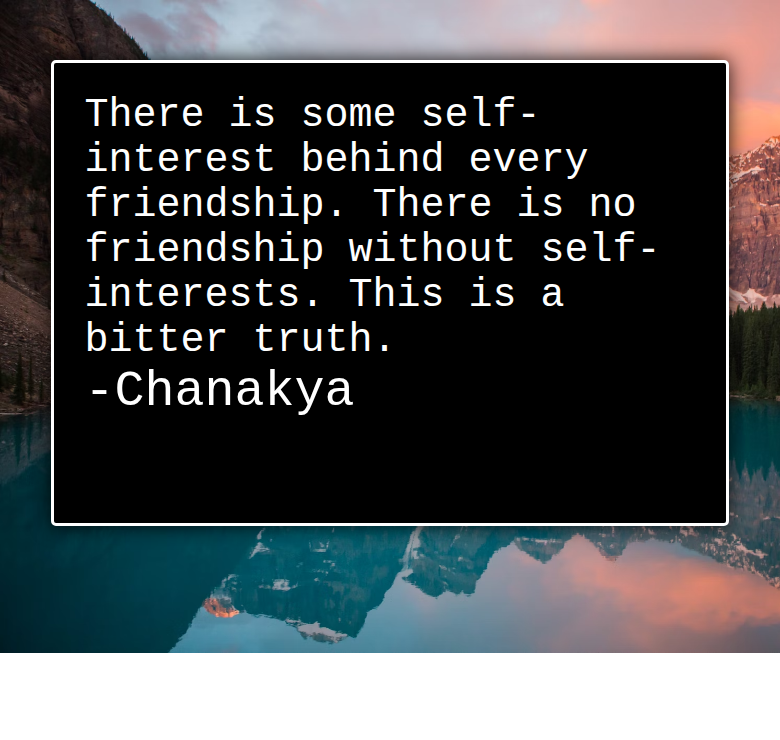 There is some self-
interest behind every
friendship. There is no
friendship without self-
interests. This is a
bitter truth.
-Chanakya